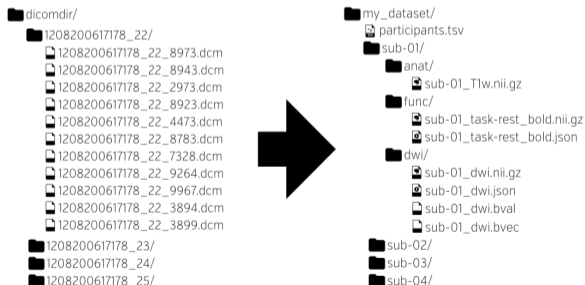 dicomdir/
1208200617178_22/
1208200617178_22_8973.dcm
1208200617178_22_8943.dcm
1208200617178_22_2973.dcm
1208200617178_22_8923.dcm
1208200617178_22_4473.dcm
1208200617178_22_8783.dcm
1208200617178_22_7328.dcm
1208200617178_22_9264.dcm
1208200617178_22_9967.dcm
1208200617178_22_3894.dcm
1208200617178_22_3899.dcm
1208200617178_23/
1208200617178_24/
1208200617178_25/
my_dataset/
participants.tsv
sub-01/
anat/
sub-01_T1w.nii.gz
func/
sub-01_task-rest_bold.nii.gz
sub-01_task-rest_bold.json
dwi/
sub-01_dwi.nii.gz
sub-01_dwi.json
sub-01_dwi.bval
sub-01_dwi.bvec
sub-02/
sub-03/
sub-04/